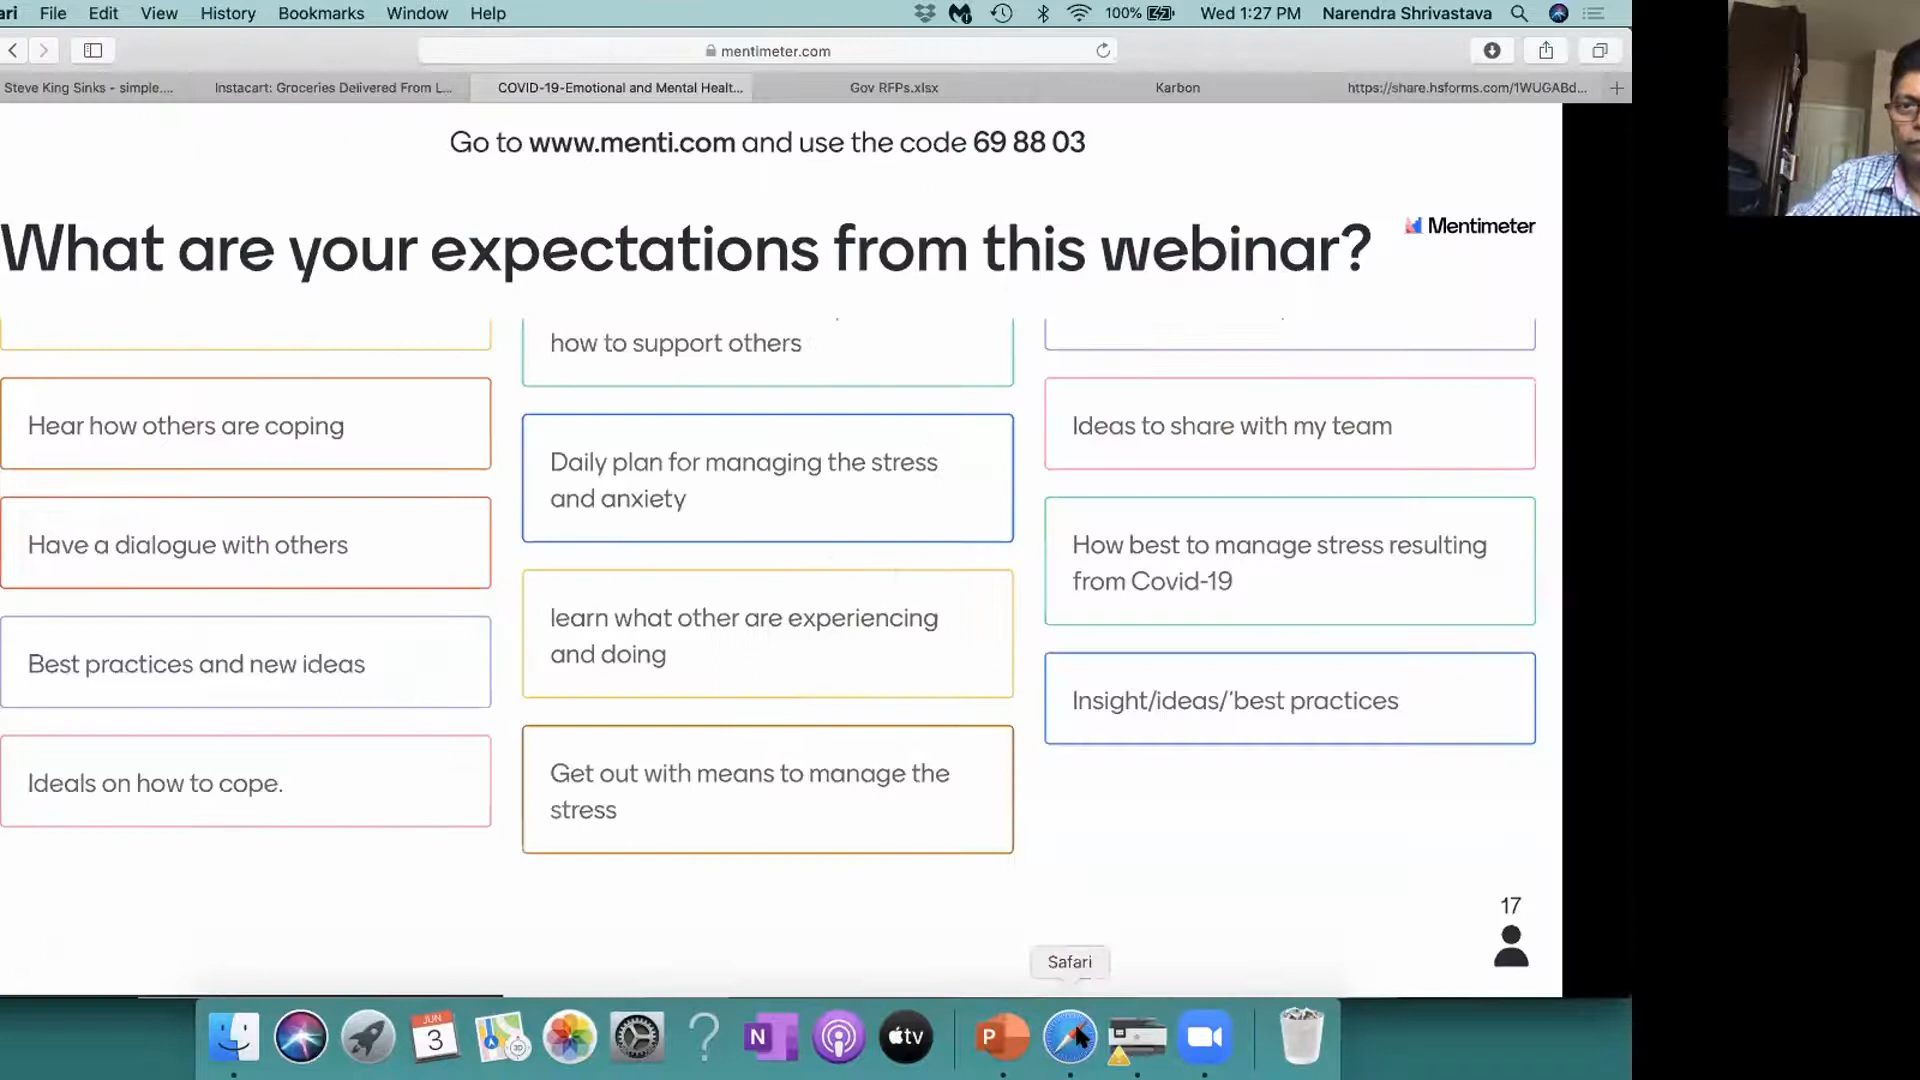 File Edit View History Bookmarks Window Help 100% Wed 1:27 PM Narendra Shrivastava
mentimeter.com
Steve King Sinks - simple.... Instacart: Groceries Delivered From L... COVID-19-Emotional and Mental Healt... Gov RFPs.xlsx Karbon https://share.hsforms.com/1WUGABd...
Go to www.menti.com and use the code 69 88 03
What are your expectations from this webinar?
Mentimeter
Hear how others are coping
Have a dialogue with others
Best practices and new ideas
Ideals on how to cope.
how to support others
Daily plan for managing the stress
and anxiety
learn what other are experiencing
and doing
Get out with means to manage the
stress
Ideas to share with my team
How best to manage stress resulting
from Covid-19
Insight/ideas/'best practices
17
Safari
JUN
3
3D
N
tv
P